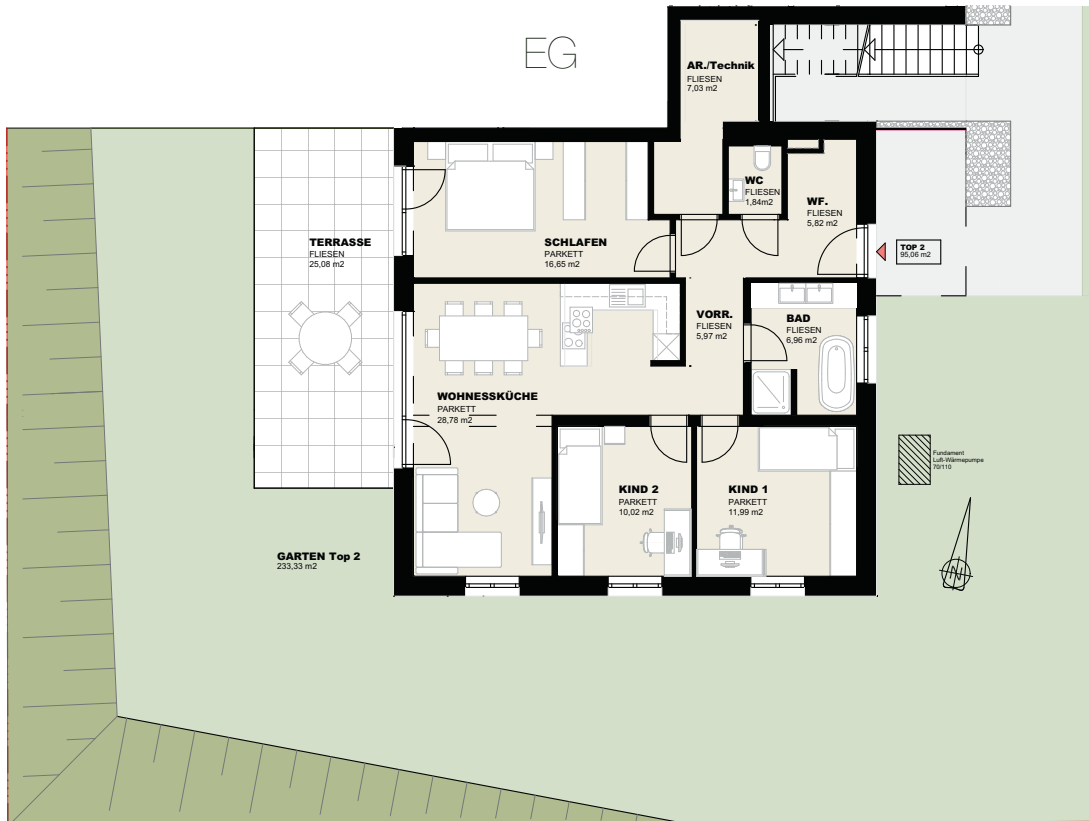 EG
AR./Technik
FLIESEN
7,03 m2
WC
FLIESEN
1,84m2
WF.
FLIESEN
5,82 m2
TOP 2
95,06 m2
TERRASSE
FLIESEN
25,08 m2
SCHLAFEN
PARKETT
16,65 m2
VORR.
FLIESEN
5,97 m2
BAD
FLIESEN
6,96 m2
WOHNESSKÜCHE
PARKETT
28,78 m2
Fundament
Luft-Wärmepumpe
70/110
KIND 2
PARKETT
10,02 m2
KIND 1
PARKETT
11,99 m2
GARTEN Top 2
233,33 m2
N